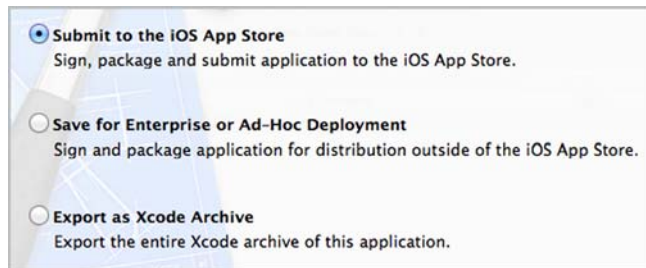 Submit to the iOS App Store
Sign, package and submit application to the iOS App Store.
Save for Enterprise or Ad-Hoc Deployment
Sign and package application for distribution outside of the iOS App Store.
Export as Xcode Archive
Export the entire Xcode archive of this application.